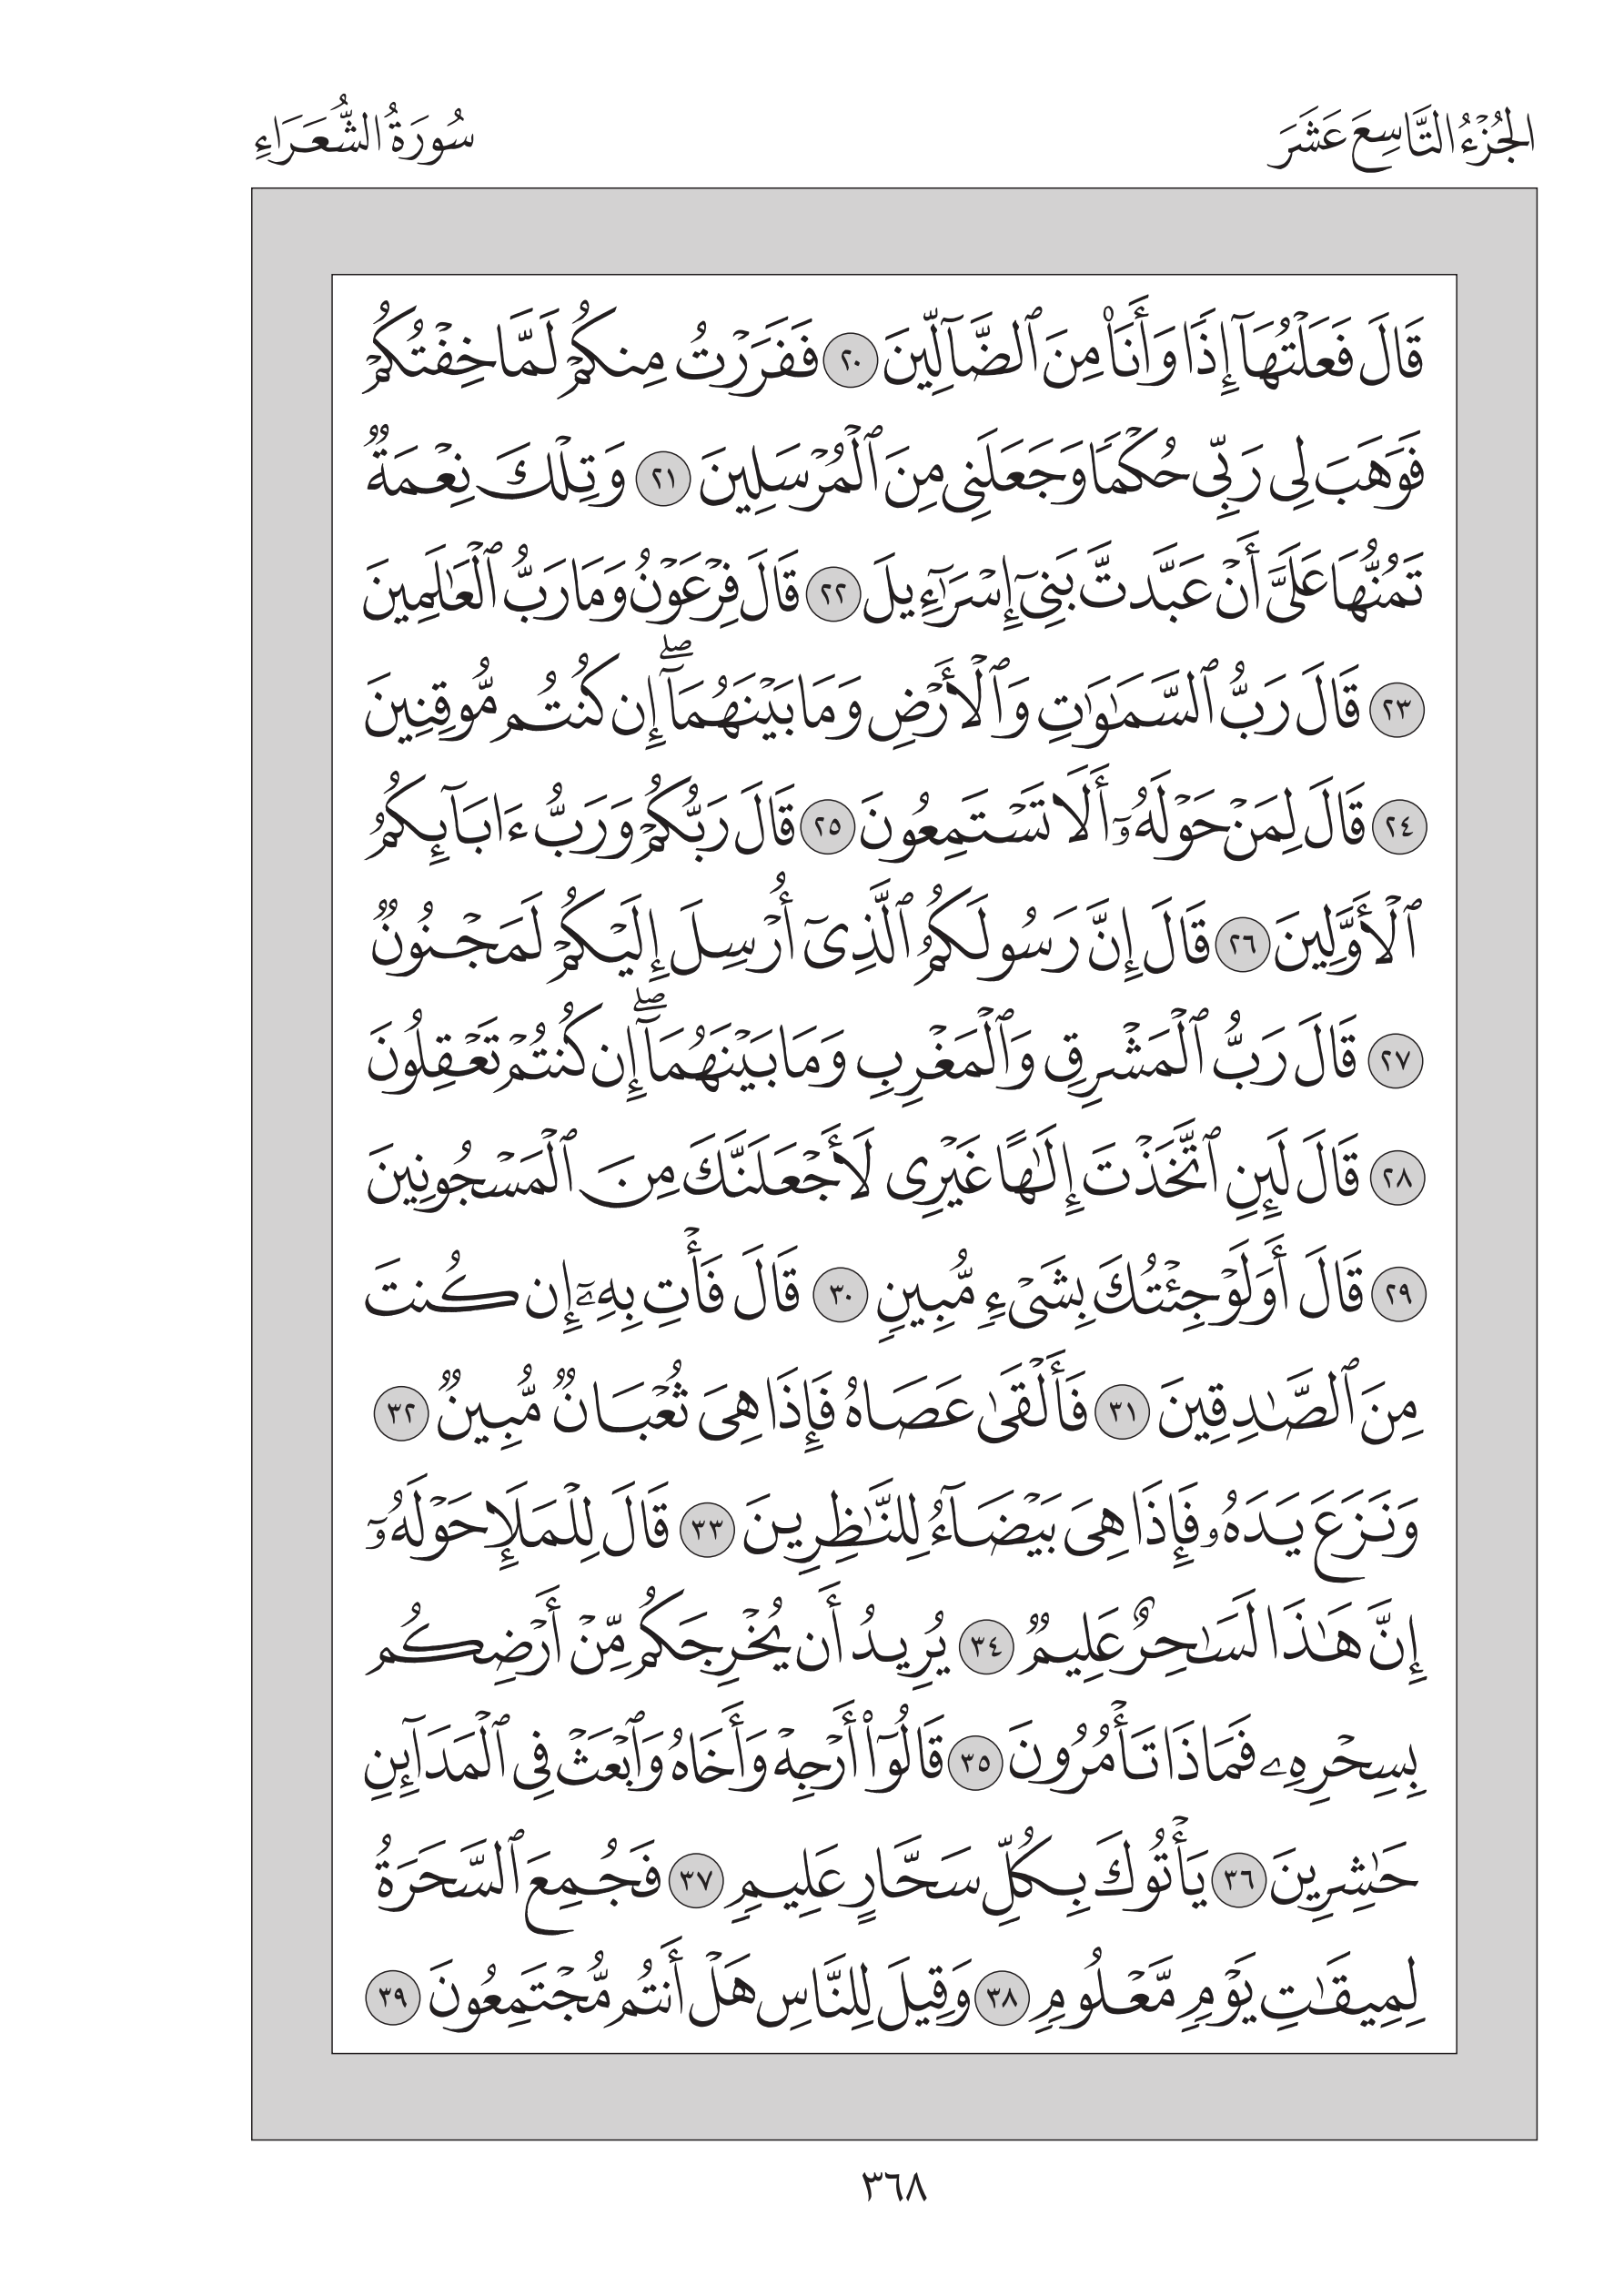 الجُزْءُ التَّاسِعَ عَشَرَ
سُورَةُ الشُّعَرَاءِ
قَالَ فَعَلْتُهَآ إِذًا وَأَنَا۠ مِنَ ٱلضَّآلِّينَ ٢٠ فَفَرَرْتُ مِنكُمْ لَمَّا خِفْتُكُمْ
فَوَهَبَ لِى رَبِّى حُكْمًا وَجَعَلَنِى مِنَ ٱلْمُرْسَلِينَ ٢١ وَتِلْكَ نِعْمَةٌ
تَمُنُّهَا عَلَىَّ أَنْ عَبَّدتَّ بَنِىٓ إِسْرَٰٓءِيلَ ٢٢ قَالَ فِرْعَوْنُ وَمَا رَبُّ ٱلْعَٰلَمِينَ
٢٣ قَالَ رَبُّ ٱلسَّمَٰوَٰتِ وَٱلْأَرْضِ وَمَا بَيْنَهُمَآ ۖ إِن كُنتُم مُّوقِنِينَ
٢٤ قَالَ لِمَنْ حَوْلَهُۥٓ أَلَا تَسْتَمِعُونَ ٢٥ قَالَ رَبُّكُمْ وَرَبُّ ءَابَآئِكُمُ
ٱلْأَوَّلِينَ ٢٦ قَالَ إِنَّ رَسُولَكُمُ ٱلَّذِىٓ أُرْسِلَ إِلَيْكُمْ لَمَجْنُونٌ
٢٧ قَالَ رَبُّ ٱلْمَشْرِقِ وَٱلْمَغْرِبِ وَمَا بَيْنَهُمَآ ۖ إِن كُنتُمْ تَعْقِلُونَ
٢٨ قَالَ لَئِنِ ٱتَّخَذْتَ إِلَٰهًا غَيْرِى لَأَجْعَلَنَّكَ مِنَ ٱلْمَسْجُونِينَ
٢٩ قَالَ أَوَلَوْ جِئْتُكَ بِشَىْءٍ مُّبِينٍ ٣٠ قَالَ فَأْتِ بِهِۦٓ إِن كُنتَ
مِنَ ٱلصَّٰدِقِينَ ٣١ فَأَلْقَىٰ عَصَاهُ فَإِذَا هِىَ ثُعْبَانٌ مُّبِينٌ ٣٢
وَنَزَعَ يَدَهُۥ فَإِذَا هِىَ بَيْضَآءُ لِلنَّٰظِرِينَ ٣٣ قَالَ لِلْمَلَإِ حَوْلَهُۥٓ
إِنَّ هَٰذَا لَسَٰحِرٌ عَلِيمٌ ٣٤ يُرِيدُ أَن يُخْرِجَكُم مِّنْ أَرْضِكُم
بِسِحْرِهِۦ فَمَاذَا تَأْمُرُونَ ٣٥ قَالُوٓا۟ أَرْجِهْ وَأَخَاهُ وَٱبْعَثْ فِى ٱلْمَدَآئِنِ
حَٰشِرِينَ ٣٦ يَأْتُوكَ بِكُلِّ سَحَّارٍ عَلِيمٍ ٣٧ فَجُمِعَ ٱلسَّحَرَةُ
لِمِيقَٰتِ يَوْمٍ مَّعْلُومٍ ٣٨ وَقِيلَ لِلنَّاسِ هَلْ أَنتُم مُّجْتَمِعُونَ ٣٩
٣٦٨